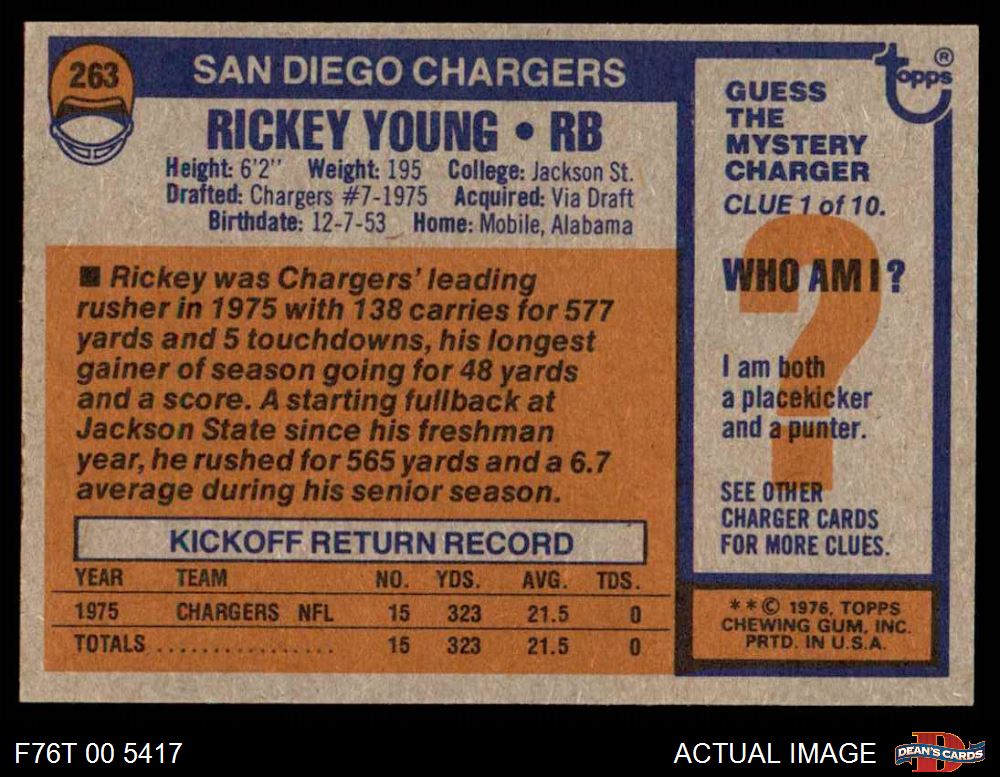 263
SAN DIEGO CHARGERS
RICKEY YOUNG • RB
Height: 6'2" Weight: 195 College: Jackson St.
Drafted: Chargers #7-1975 Acquired: Via Draft
Birthdate: 12-7-53 Home: Mobile, Alabama
■ Rickey was Chargers' leading
rusher in 1975 with 138 carries for 577
yards and 5 touchdowns, his longest
gainer of season going for 48 yards
and a score. A starting fullback at
Jackson State since his freshman
year, he rushed for 565 yards and a 6.7
average during his senior season.
KICKOFF RETURN RECORD
YEAR TEAM NO. YDS. AVG. TDS.
1975 CHARGERS NFL 15 323 21.5 0
TOTALS ................. 15 323 21.5 0
topps ®
GUESS
THE
MYSTERY
CHARGER
CLUE 1 of 10.
?
WHO AM I?
I am both
a placekicker
and a punter.
SEE OTHER
CHARGER CARDS
FOR MORE CLUES.
**© 1976, TOPPS
CHEWING GUM, INC.
PRTD. IN U.S.A.
F76T 00 5417
ACTUAL IMAGE
D
DEAN'S CARDS